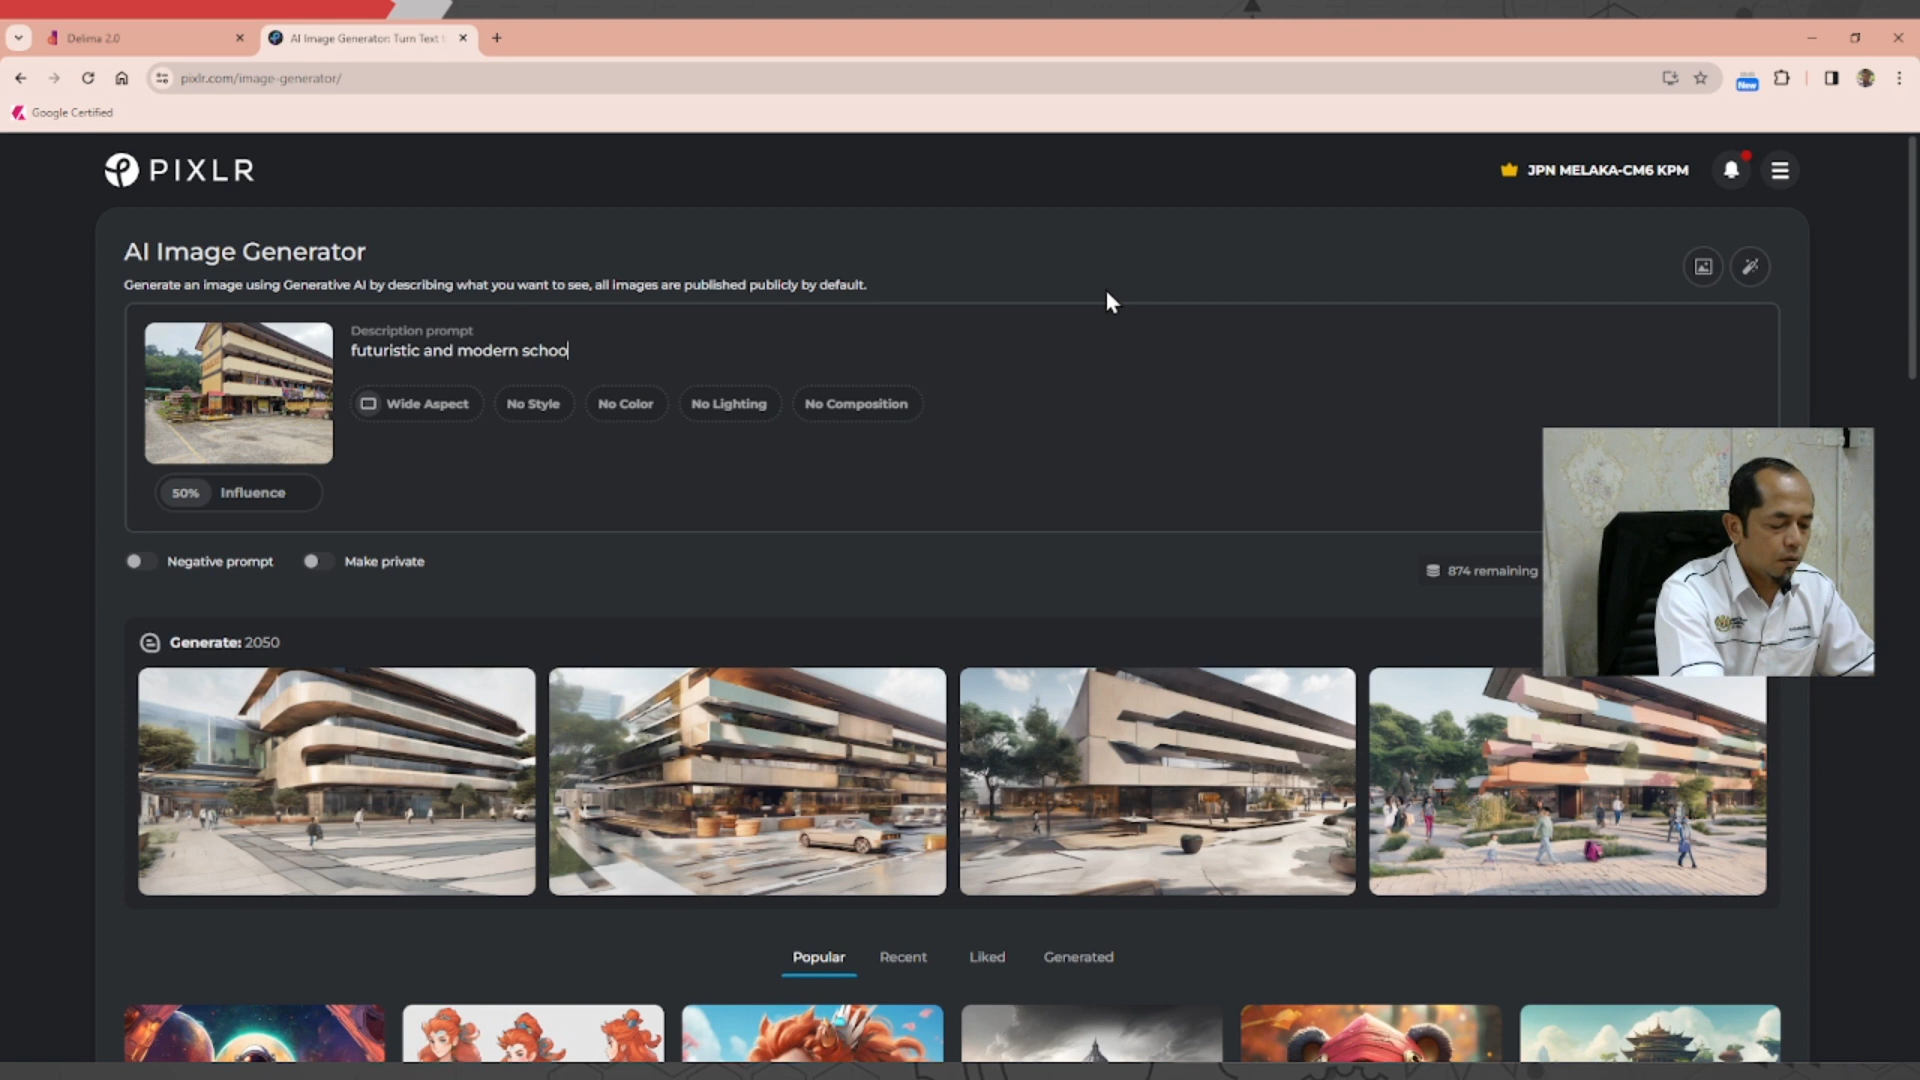 Delima 2.0
AI Image Generator: Turn Text
pixlr.com/image-generator/
New
Google Certified
PIXLR
JPN MELAKA-CM6 KPM
AI Image Generator
Generate an image using Generative AI by describing what you want to see, all images are published publicly by default.
Description prompt
futuristic and modern schoo
Wide Aspect
No Style
No Color
No Lighting
No Composition
50%
Influence
Negative prompt
Make private
874 remaining
Generate: 2050
Popular
Recent
Liked
Generated